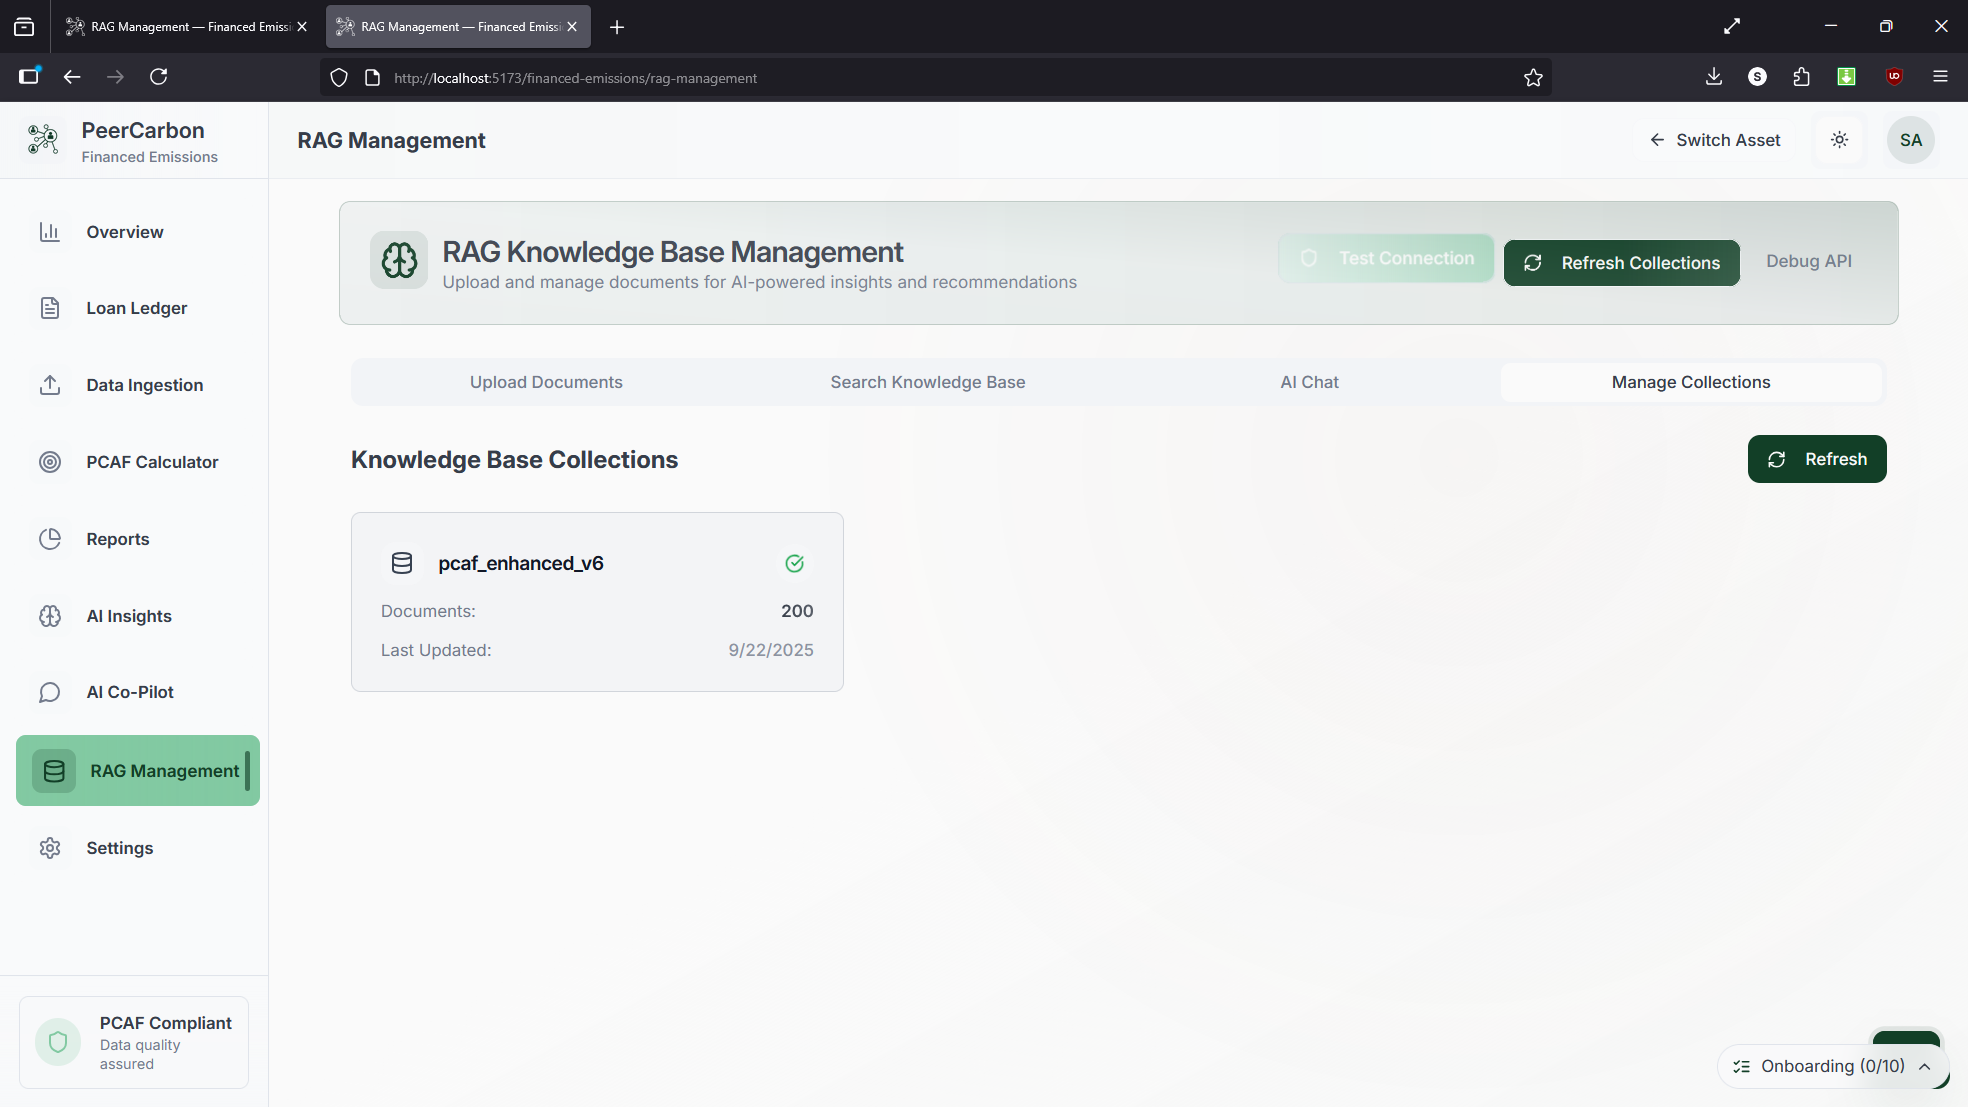 RAG Management — Financed Emissi
RAG Management — Financed Emissi
http://localhost:5173/financed-emissions/rag-management
S
UO
PeerCarbon
Financed Emissions
RAG Management
Switch Asset
SA
Overview
Loan Ledger
Data Ingestion
PCAF Calculator
Reports
AI Insights
AI Co-Pilot
RAG Management
Settings
PCAF Compliant
Data quality
assured
RAG Knowledge Base Management
Upload and manage documents for AI-powered insights and recommendations
Test Connection
Refresh Collections
Debug API
Upload Documents
Search Knowledge Base
AI Chat
Manage Collections
Knowledge Base Collections
Refresh
pcaf_enhanced_v6
Documents:
200
Last Updated:
9/22/2025
Onboarding (0/10)